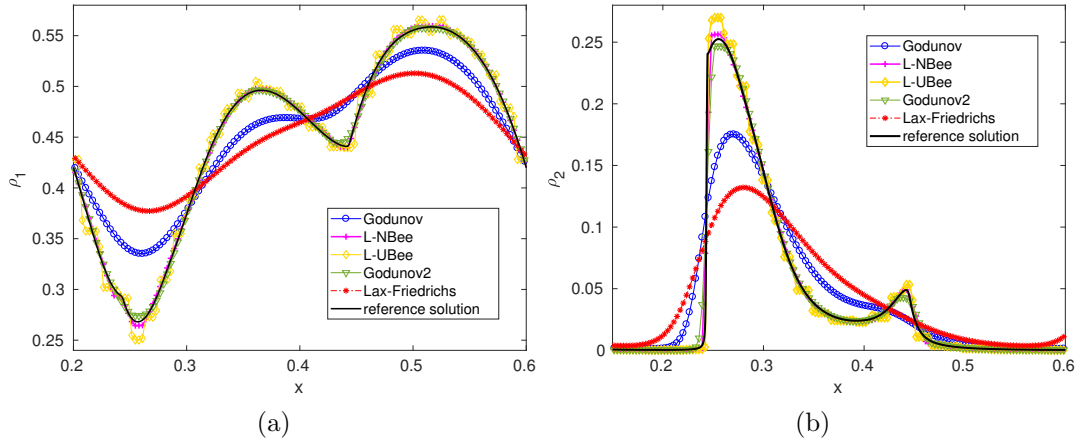 0.55
0.5
0.45
0.4
0.35
0.3
0.25
ρ1
0.2
0.3
0.4
0.5
0.6
x
Godunov
L-NBee
L-UBee
Godunov2
Lax-Friedrichs
reference solution
(a)
0.25
0.2
0.15
0.1
0.05
0
ρ2
0.2
0.3
0.4
0.5
0.6
x
Godunov
L-NBee
L-UBee
Godunov2
Lax-Friedrichs
reference solution
(b)